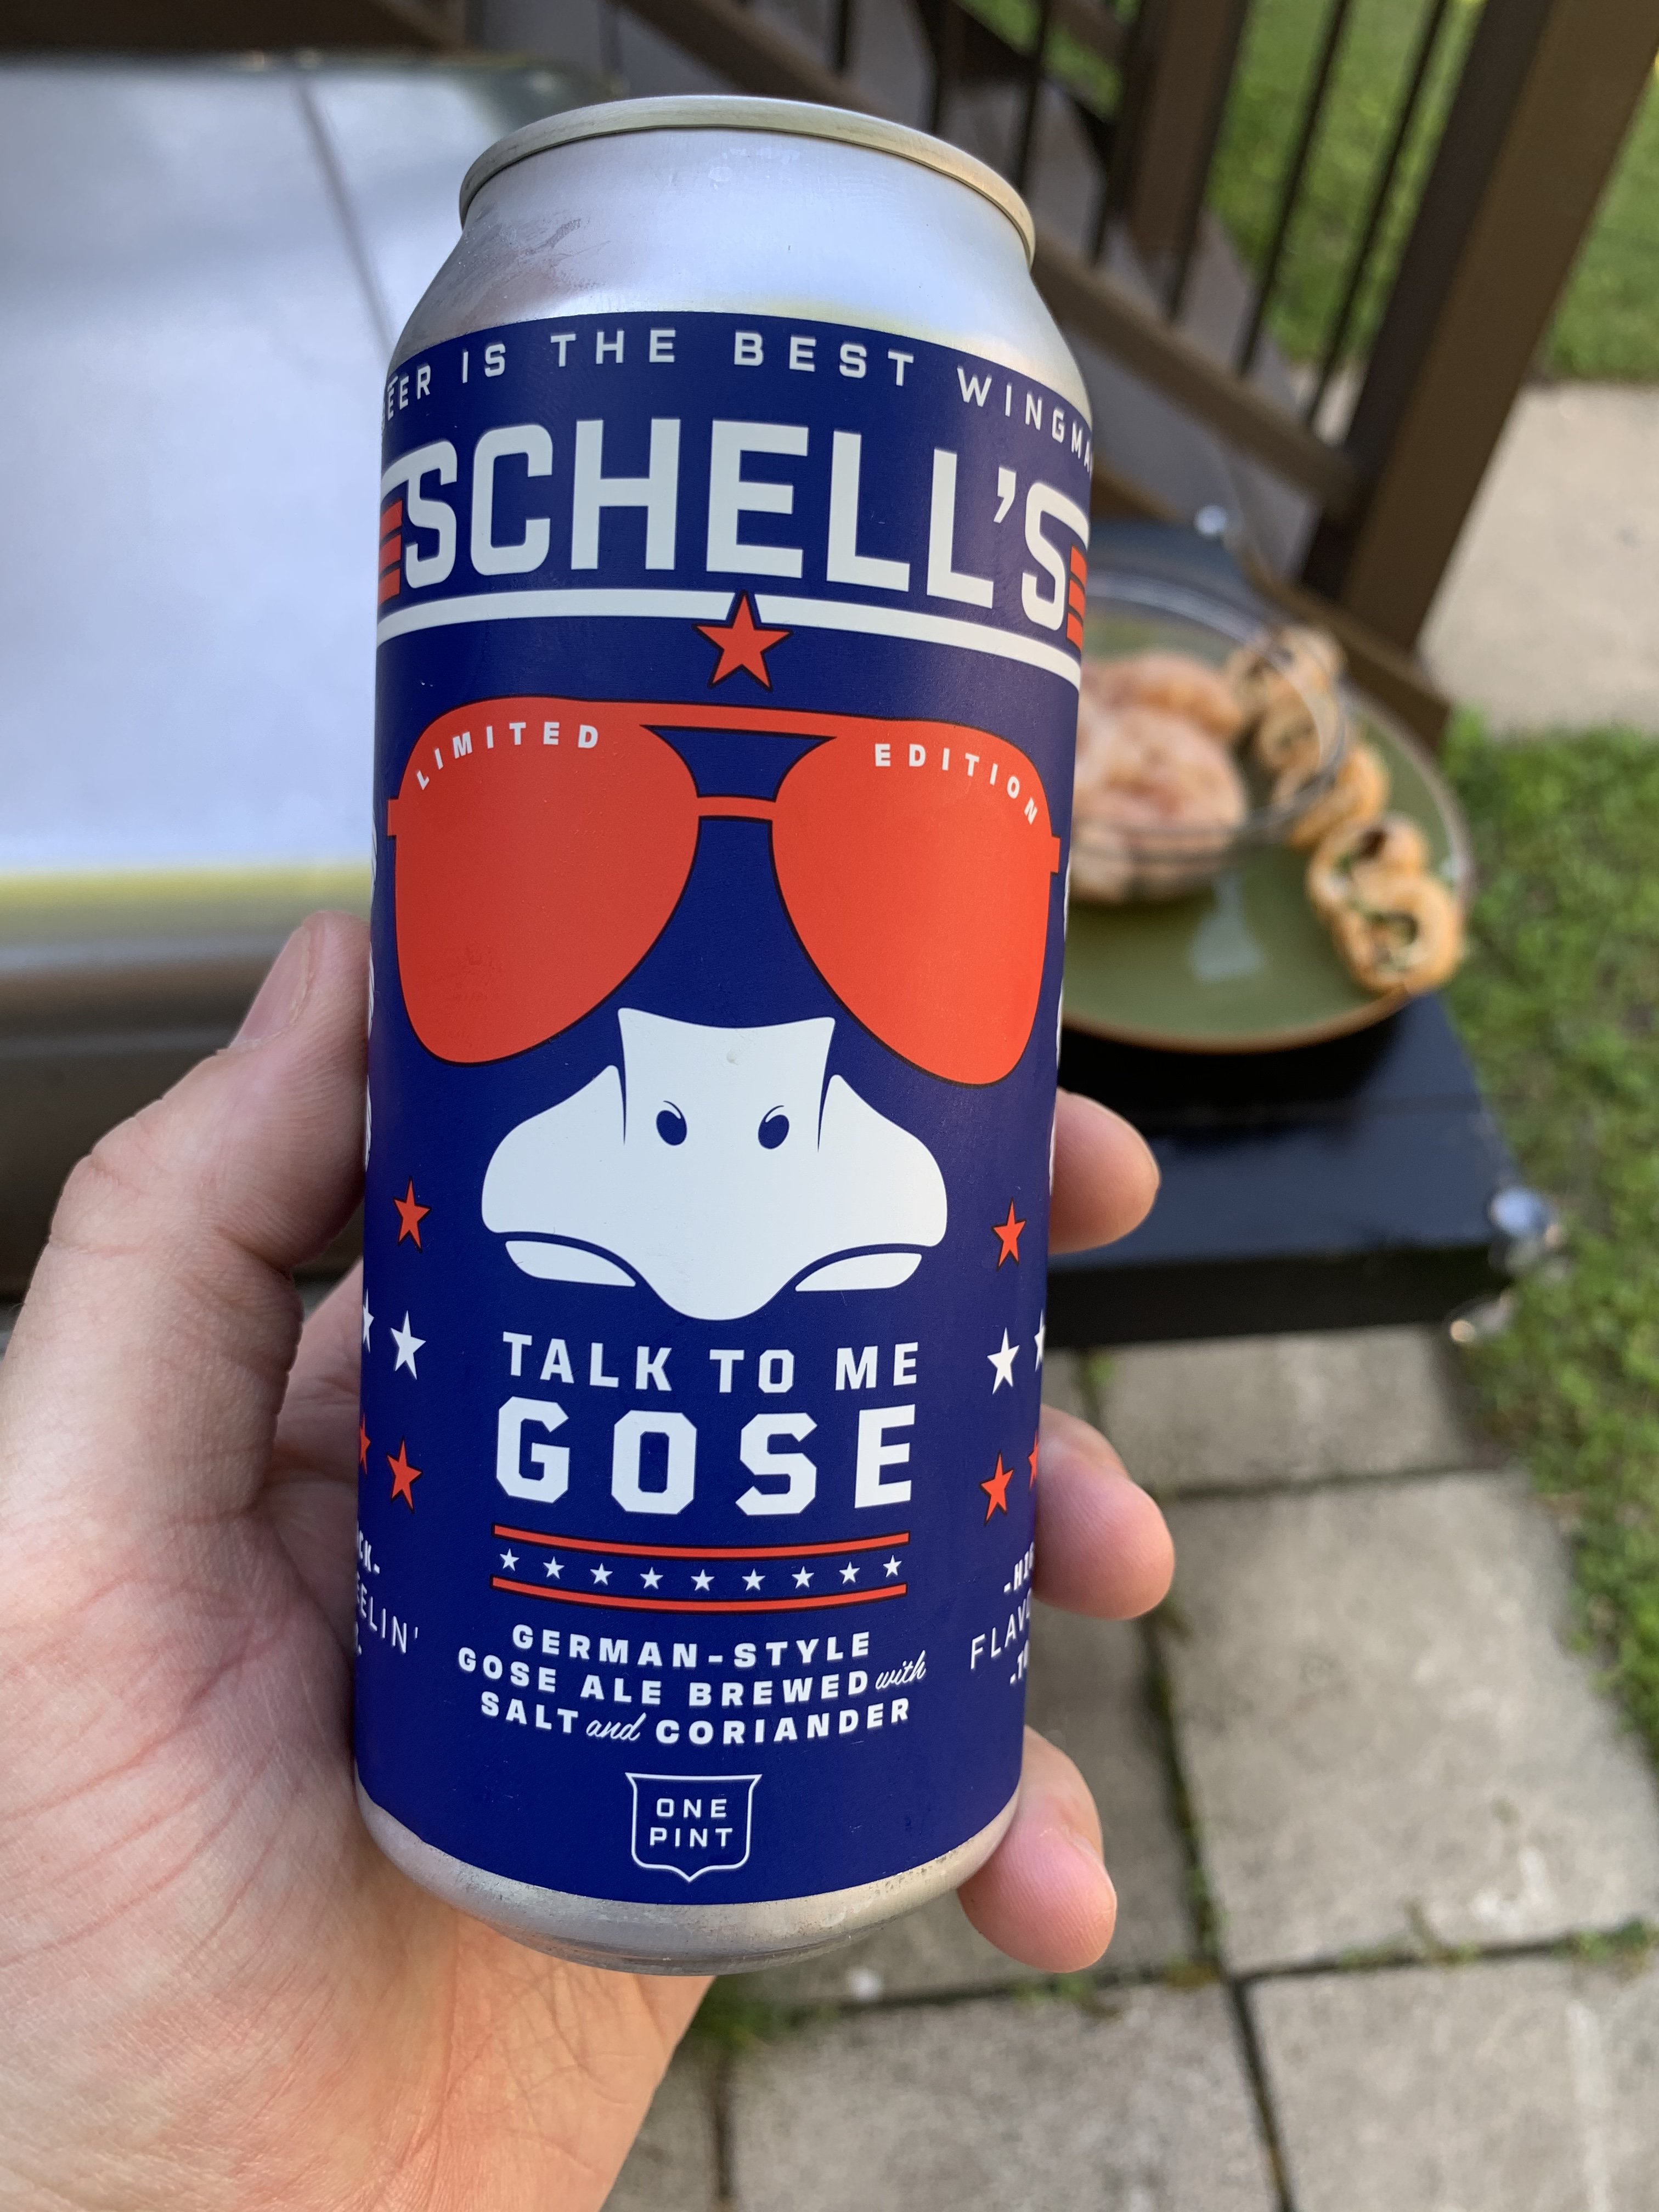 IS THE BEST
SCHELL'S
LIMITED EDITION
TALK TO ME
GOSE
GERMAN-STYLE
GOSE ALE BREWED with
SALT and CORIANDER
ONE
PINT